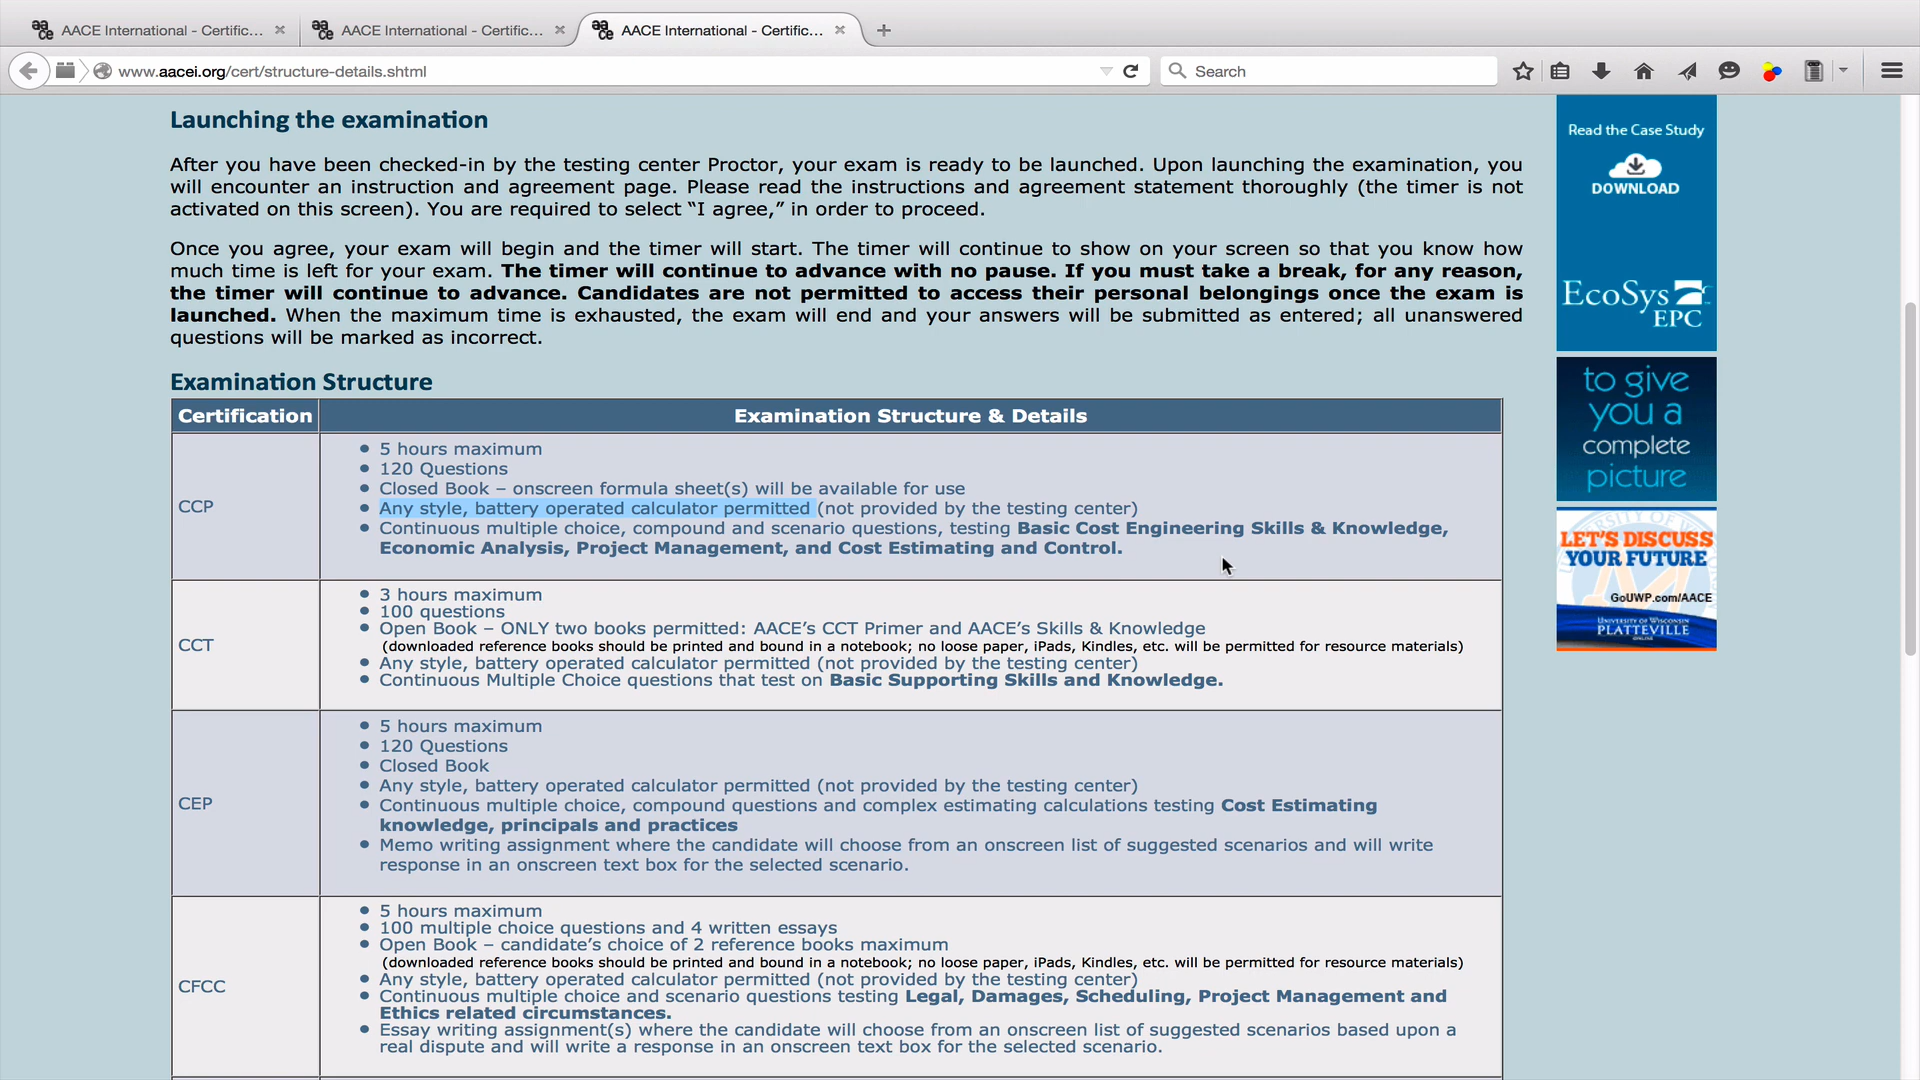 AACE International - Certific...
AACE International - Certific...
AACE International - Certific...
www.aacei.org/cert/structure-details.shtml
Search
Launching the examination
After you have been checked-in by the testing center Proctor, your exam is ready to be launched. Upon launching the examination, you
will encounter an instruction and agreement page. Please read the instructions and agreement statement thoroughly (the timer is not
activated on this screen). You are required to select “I agree,” in order to proceed.
Once you agree, your exam will begin and the timer will start. The timer will continue to show on your screen so that you know how
much time is left for your exam. The timer will continue to advance with no pause. If you must take a break, for any reason,
the timer will continue to advance. Candidates are not permitted to access their personal belongings once the exam is
launched. When the maximum time is exhausted, the exam will end and your answers will be submitted as entered; all unanswered
questions will be marked as incorrect.
Examination Structure
Certification
Examination Structure & Details
CCP
5 hours maximum
120 Questions
Closed Book – onscreen formula sheet(s) will be available for use
Any style, battery operated calculator permitted (not provided by the testing center)
Continuous multiple choice, compound and scenario questions, testing Basic Cost Engineering Skills & Knowledge,
Economic Analysis, Project Management, and Cost Estimating and Control.
CCT
3 hours maximum
100 questions
Open Book – ONLY two books permitted: AACE’s CCT Primer and AACE’s Skills & Knowledge
(downloaded reference books should be printed and bound in a notebook; no loose paper, iPads, Kindles, etc. will be permitted for resource materials)
Any style, battery operated calculator permitted (not provided by the testing center)
Continuous Multiple Choice questions that test on Basic Supporting Skills and Knowledge.
CEP
5 hours maximum
120 Questions
Closed Book
Any style, battery operated calculator permitted (not provided by the testing center)
Continuous multiple choice, compound questions and complex estimating calculations testing Cost Estimating
knowledge, principals and practices
Memo writing assignment where the candidate will choose from an onscreen list of suggested scenarios and will write
response in an onscreen text box for the selected scenario.
CFCC
5 hours maximum
100 multiple choice questions and 4 written essays
Open Book – candidate’s choice of 2 reference books maximum
(downloaded reference books should be printed and bound in a notebook; no loose paper, iPads, Kindles, etc. will be permitted for resource materials)
Any style, battery operated calculator permitted (not provided by the testing center)
Continuous multiple choice and scenario questions testing Legal, Damages, Scheduling, Project Management and
Ethics related circumstances.
Essay writing assignment(s) where the candidate will choose from an onscreen list of suggested scenarios based upon a
real dispute and will write a response in an onscreen text box for the selected scenario.
Read the Case Study
DOWNLOAD
EcoSys
EPC
to give
you a
complete
picture
LET'S DISCUSS
YOUR FUTURE
GoUWP.com/AACE
UNIVERSITY OF WISCONSIN
PLATTEVILLE
ONLINE